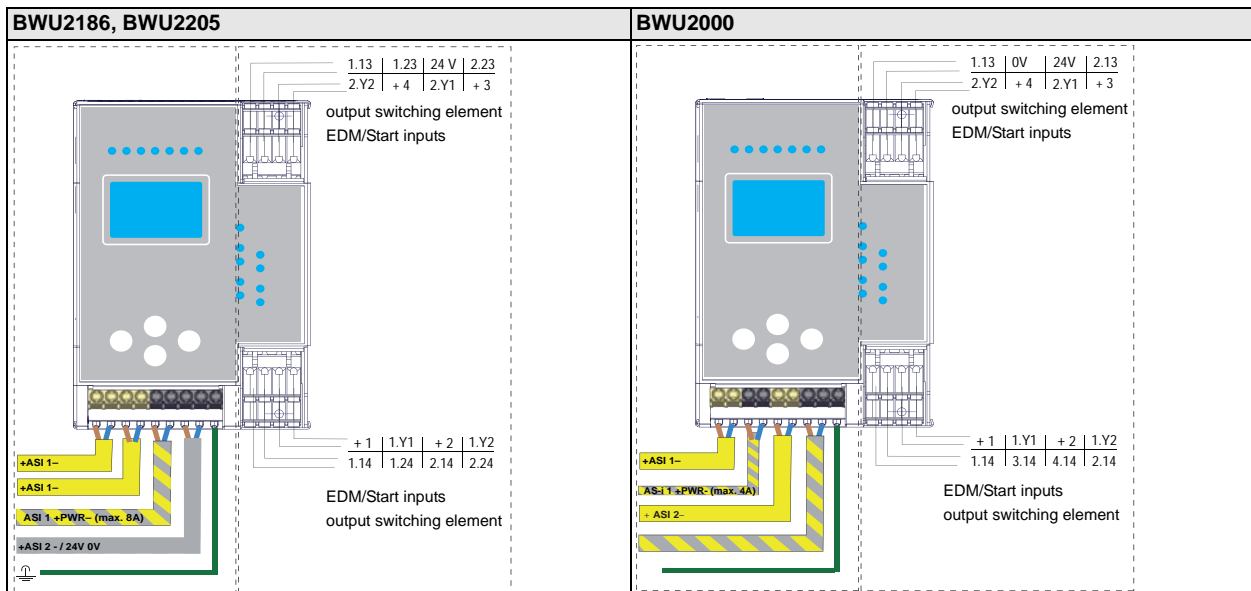 BWU2186, BWU2205
1.13 1.23 24 V 2.23
2.Y2 + 4 2.Y1 + 3
output switching element
EDM/Start inputs
+ 1 1.Y1 + 2 1.Y2
1.14 1.24 2.14 2.24
EDM/Start inputs
output switching element
+ASI 1–
+ASI 1–
ASI 1 +PWR– (max. 8A)
+ASI 2 - / 24V 0V
BWU2000
1.13 0V 24V 2.13
2.Y2 + 4 2.Y1 + 3
output switching element
EDM/Start inputs
+ 1 1.Y1 + 2 1.Y2
1.14 3.14 4.14 2.14
EDM/Start inputs
output switching element
+ASI 1–
AS-i 1 +PWR- (max. 4A)
+ ASI 2–